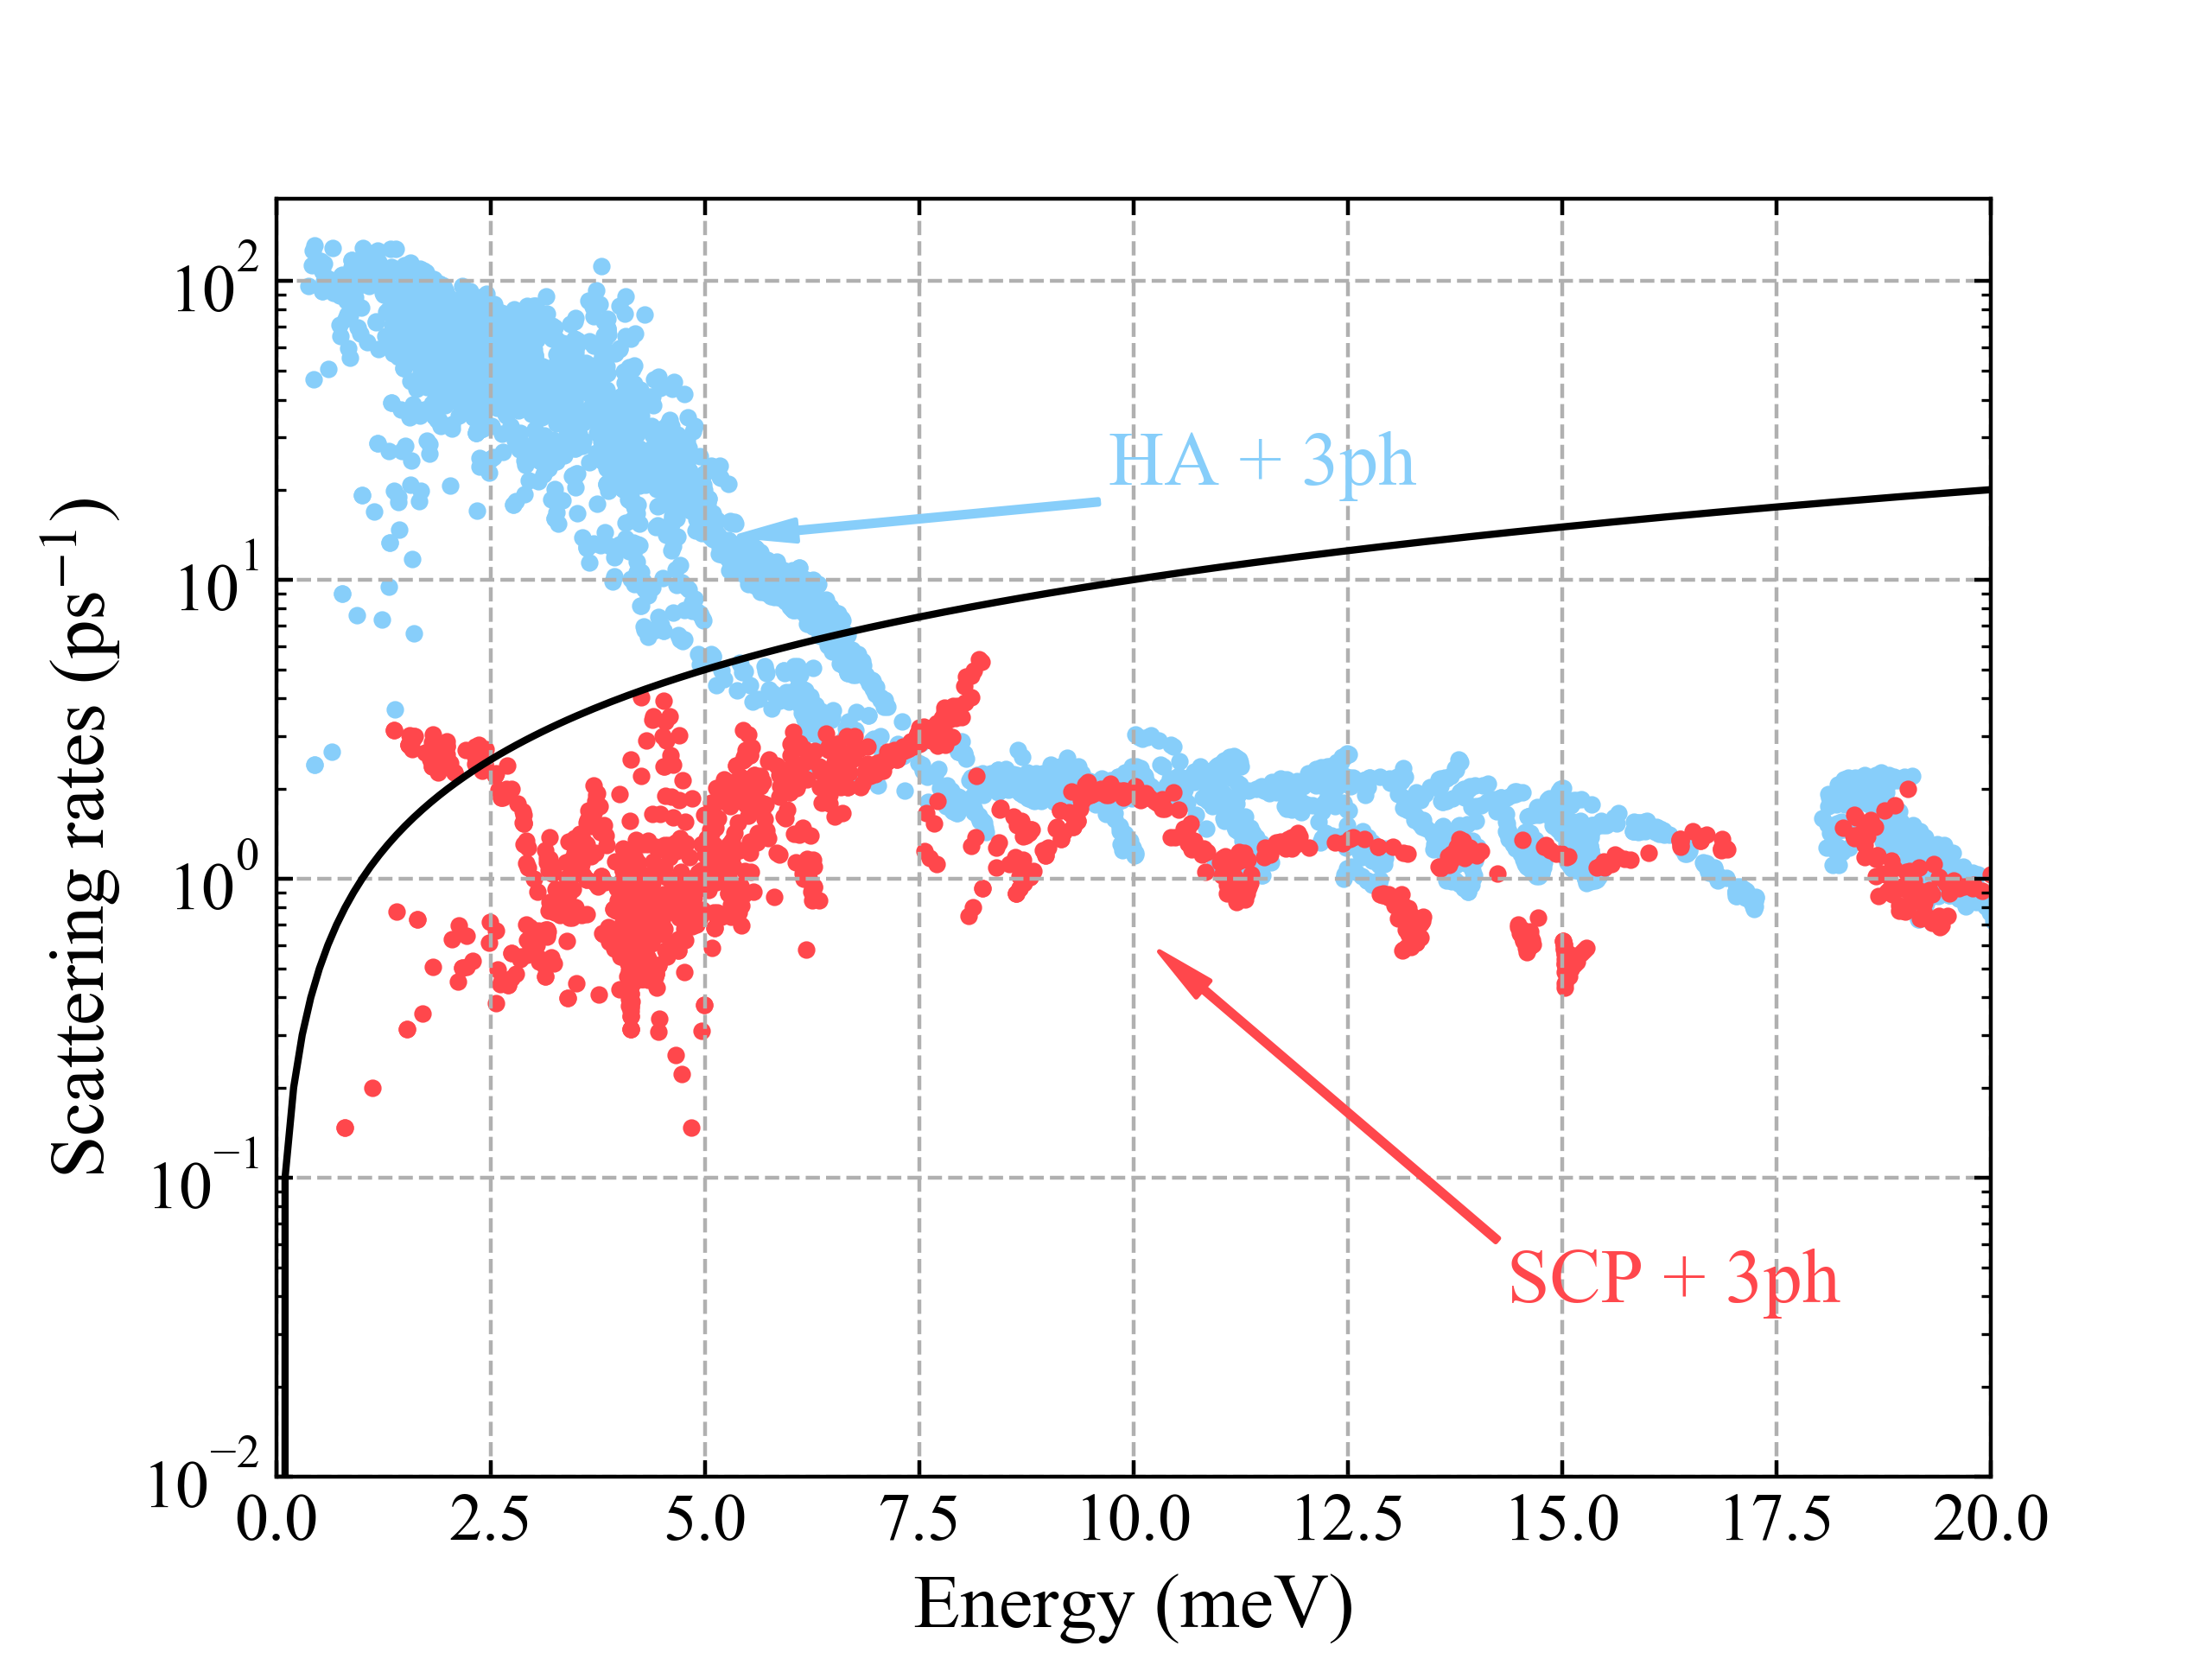 Scattering rates (ps⁻¹)
10²
10¹
10⁰
10⁻¹
10⁻²
HA + 3ph
SCP + 3ph
0.0 2.5 5.0 7.5 10.0 12.5 15.0 17.5 20.0
Energy (meV)